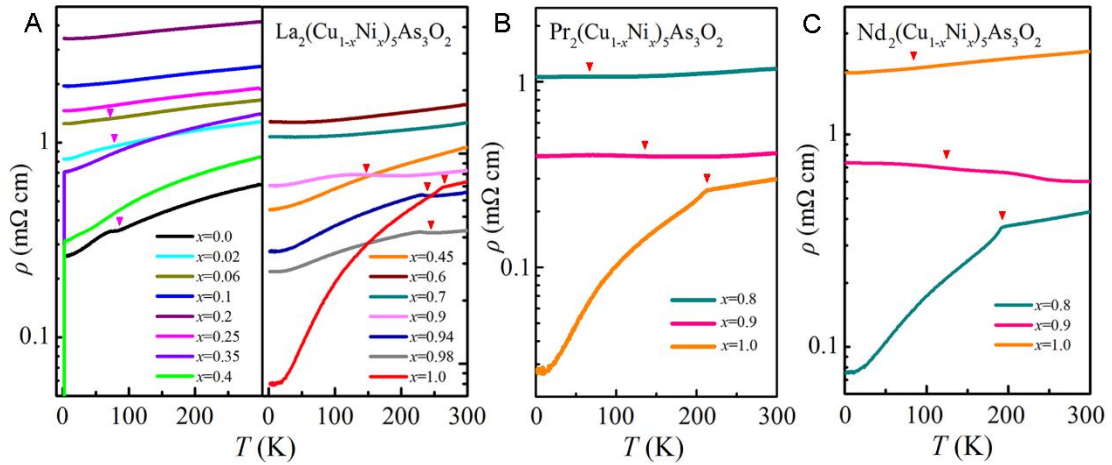 A
La₂(Cu₁₋ₓNiₓ)₅As₃O₂
1
0.1
ρ (mΩ cm)
x=0.0
x=0.02
x=0.06
x=0.1
x=0.2
x=0.25
x=0.35
x=0.4
x=0.45
x=0.6
x=0.7
x=0.9
x=0.94
x=0.98
x=1.0
0 100 200 0 100 200 300
T (K)
B
Pr₂(Cu₁₋ₓNiₓ)₅As₃O₂
1
0.1
ρ (mΩ cm)
x=0.8
x=0.9
x=1.0
0 100 200 300
T (K)
C
Nd₂(Cu₁₋ₓNiₓ)₅As₃O₂
1
0.1
ρ (mΩ cm)
x=0.8
x=0.9
x=1.0
0 100 200 300
T (K)